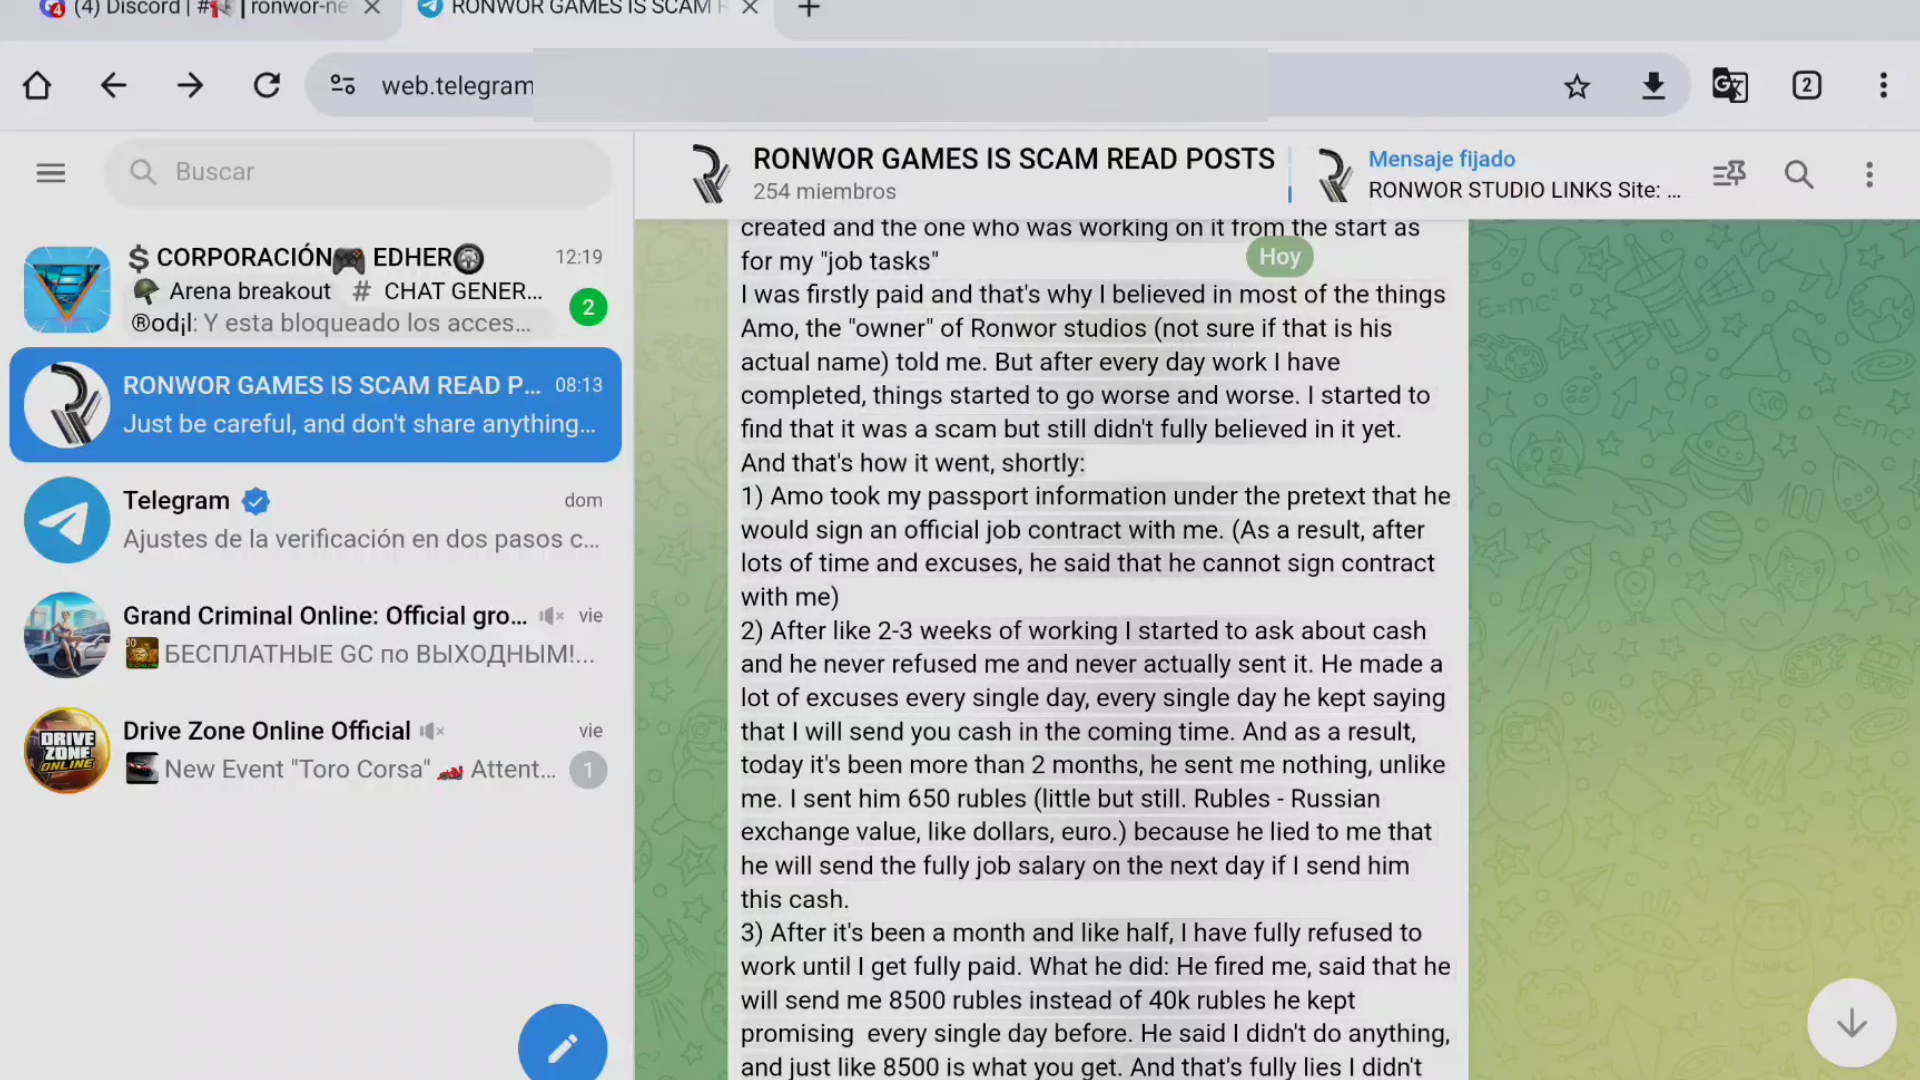 (4) Discord | # | ronwor-ne
RONWOR GAMES IS SCAM R
web.telegram
2
Buscar
RONWOR GAMES IS SCAM READ POSTS
254 miembros
Mensaje fijado
RONWOR STUDIO LINKS Site: ...
$ CORPORACIÓN🎮 EDHER
12:19
Arena breakout # CHAT GENER...
®od¡l: Y esta bloqueado los acces...
2
RONWOR GAMES IS SCAM READ P...
08:13
Just be careful, and don't share anything...
Telegram
dom
Ajustes de la verificación en dos pasos c...
Grand Criminal Online: Official gro...
vie
БЕСПЛАТНЫЕ GC по ВЫХОДНЫМ!...
DRIVE
ZONE
ONLINE
Drive Zone Online Official
vie
New Event "Toro Corsa" 🏎️ Attent...
1
Hoy
created and the one who was working on it from the start as
for my "job tasks"
I was firstly paid and that's why I believed in most of the things
Amo, the "owner" of Ronwor studios (not sure if that is his
actual name) told me. But after every day work I have
completed, things started to go worse and worse. I started to
find that it was a scam but still didn't fully believed in it yet.
And that's how it went, shortly:
1) Amo took my passport information under the pretext that he
would sign an official job contract with me. (As a result, after
lots of time and excuses, he said that he cannot sign contract
with me)
2) After like 2-3 weeks of working I started to ask about cash
and he never refused me and never actually sent it. He made a
lot of excuses every single day, every single day he kept saying
that I will send you cash in the coming time. And as a result,
today it's been more than 2 months, he sent me nothing, unlike
me. I sent him 650 rubles (little but still. Rubles - Russian
exchange value, like dollars, euro.) because he lied to me that
he will send the fully job salary on the next day if I send him
this cash.
3) After it's been a month and like half, I have fully refused to
work until I get fully paid. What he did: He fired me, said that he
will send me 8500 rubles instead of 40k rubles he kept
promising  every single day before. He said I didn't do anything,
and just like 8500 is what you get. And that's fully lies I didn't